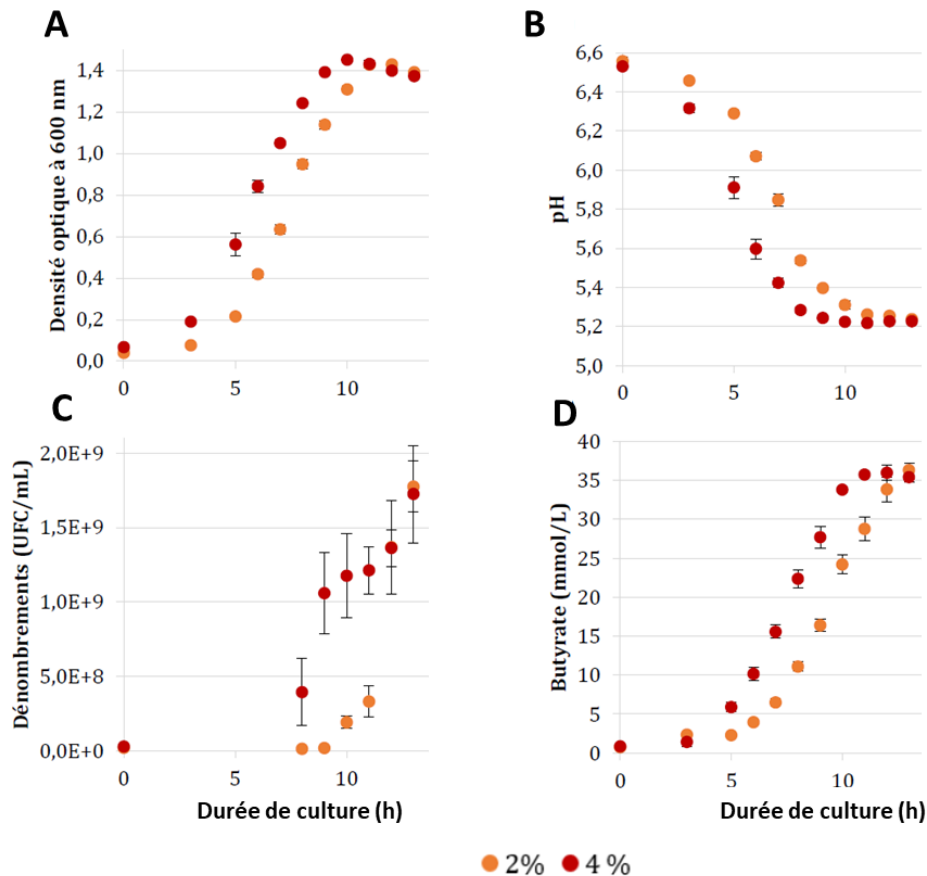 A
Densité optique à 600 nm
1,4
1,2
1,0
0,8
0,6
0,4
0,2
0,0
0
5
10
B
pH
6,6
6,4
6,2
6,0
5,8
5,6
5,4
5,2
5,0
0
5
10
C
Dénombrements (UFC/mL)
2,0E+9
1,5E+9
1,0E+9
5,0E+8
0,0E+0
0
5
10
Durée de culture (h)
D
Butyrate (mmol/L)
40
35
30
25
20
15
10
5
0
0
5
10
Durée de culture (h)
2%
4 %